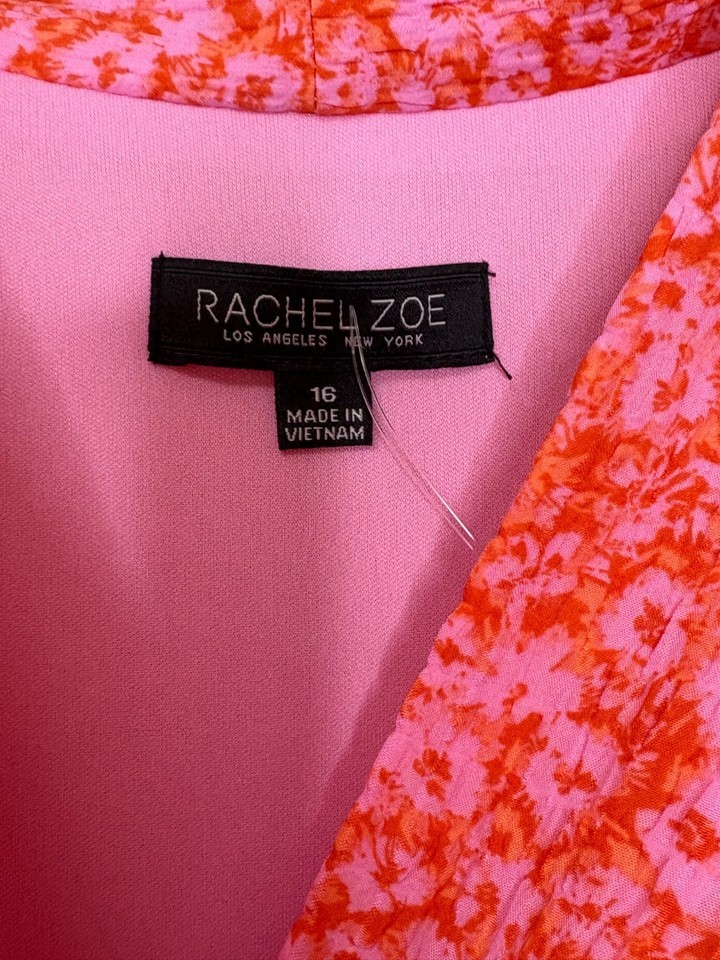 RACHEL ZOE
LOS ANGELES NEW YORK
16
MADE IN
VIETNAM